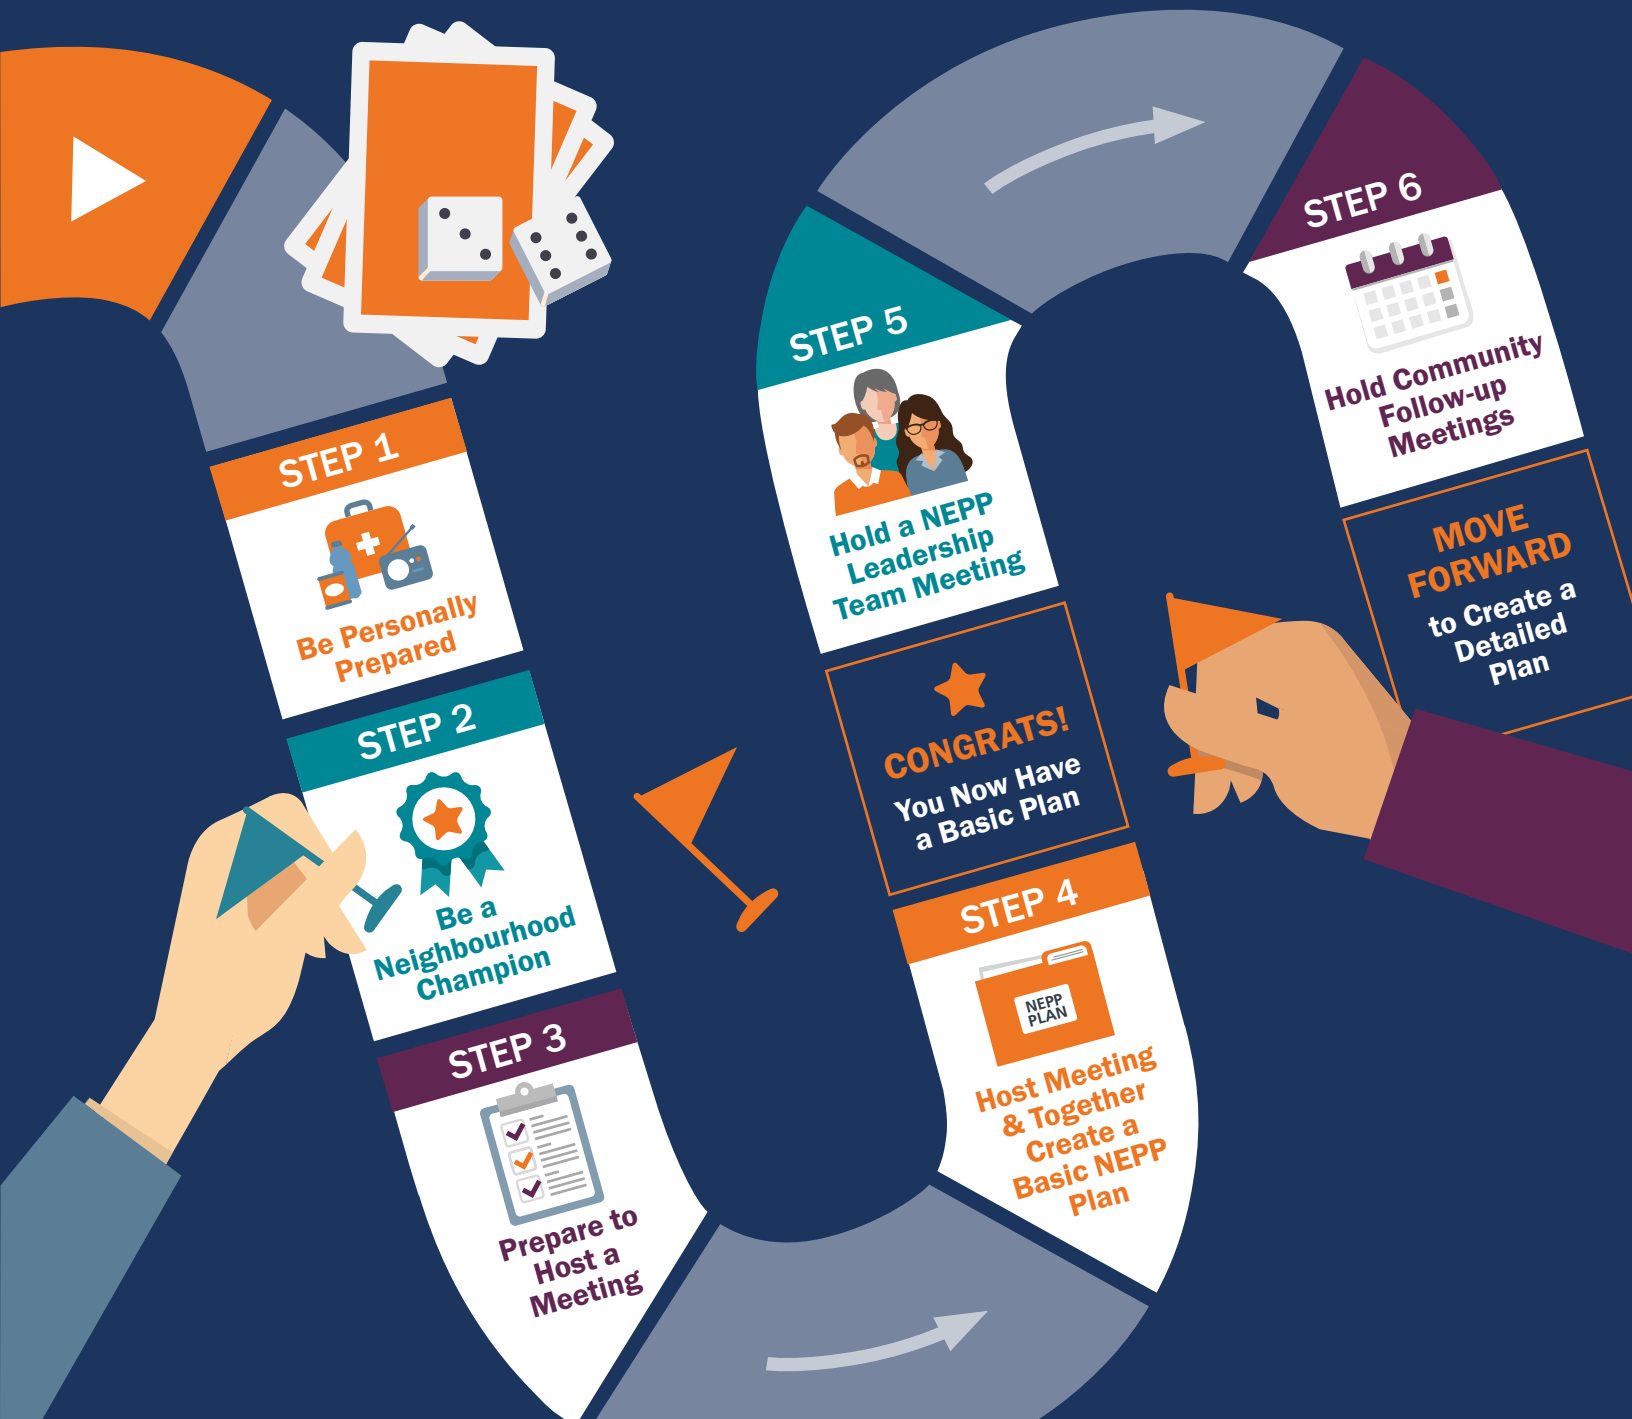 STEP 1
Be Personally
Prepared
STEP 2
Be a
Neighbourhood
Champion
STEP 3
Prepare to
Host a
Meeting
STEP 4
NEPP
PLAN
Host Meeting
& Together
Create a
Basic NEPP
Plan
CONGRATS!
You Now Have
a Basic Plan
STEP 5
Hold a NEPP
Leadership
Team Meeting
STEP 6
Hold Community
Follow-up
Meetings
MOVE
FORWARD
to Create a
Detailed
Plan